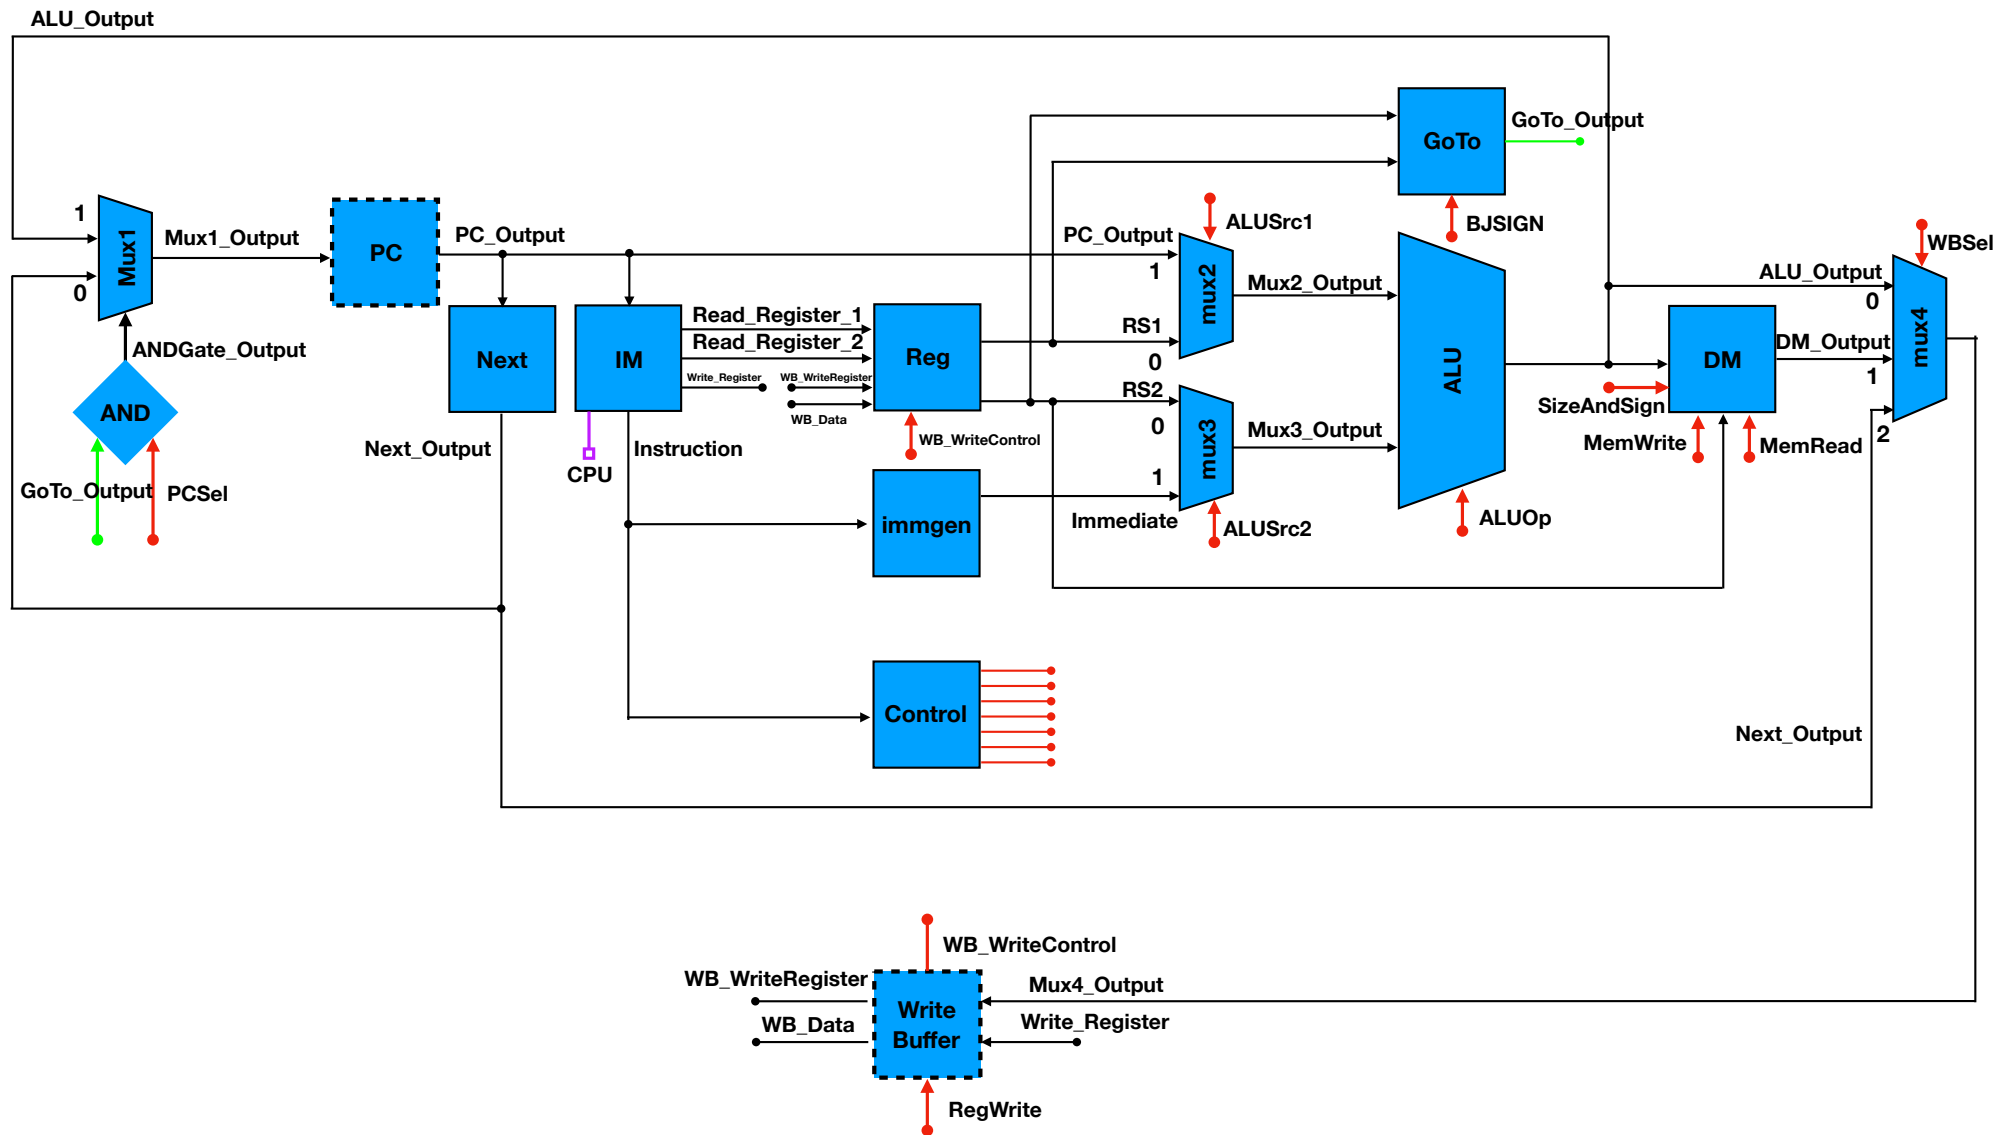 ALU_Output
GoTo
GoTo_Output
1
Mux1
Mux1_Output
0
PC
PC_Output
PC_Output
1
ALUSrc1
BJSIGN
WBSel
mux2
Mux2_Output
ALU_Output
0
ANDGate_Output
AND
Next
IM
Read_Register_1
Read_Register_2
Write_Register
WB_WriteRegister
WB_Data
Reg
RS1
0
RS2
0
ALU
DM
DM_Output
1
mux4
SizeAndSign
MemWrite
MemRead
2
Next_Output
Instruction
CPU
WB_WriteControl
mux3
Mux3_Output
1
GoTo_Output
PCSel
immgen
Immediate
ALUSrc2
ALUOp
Control
Next_Output
WB_WriteControl
WB_WriteRegister
WB_Data
Write
Buffer
Mux4_Output
Write_Register
RegWrite